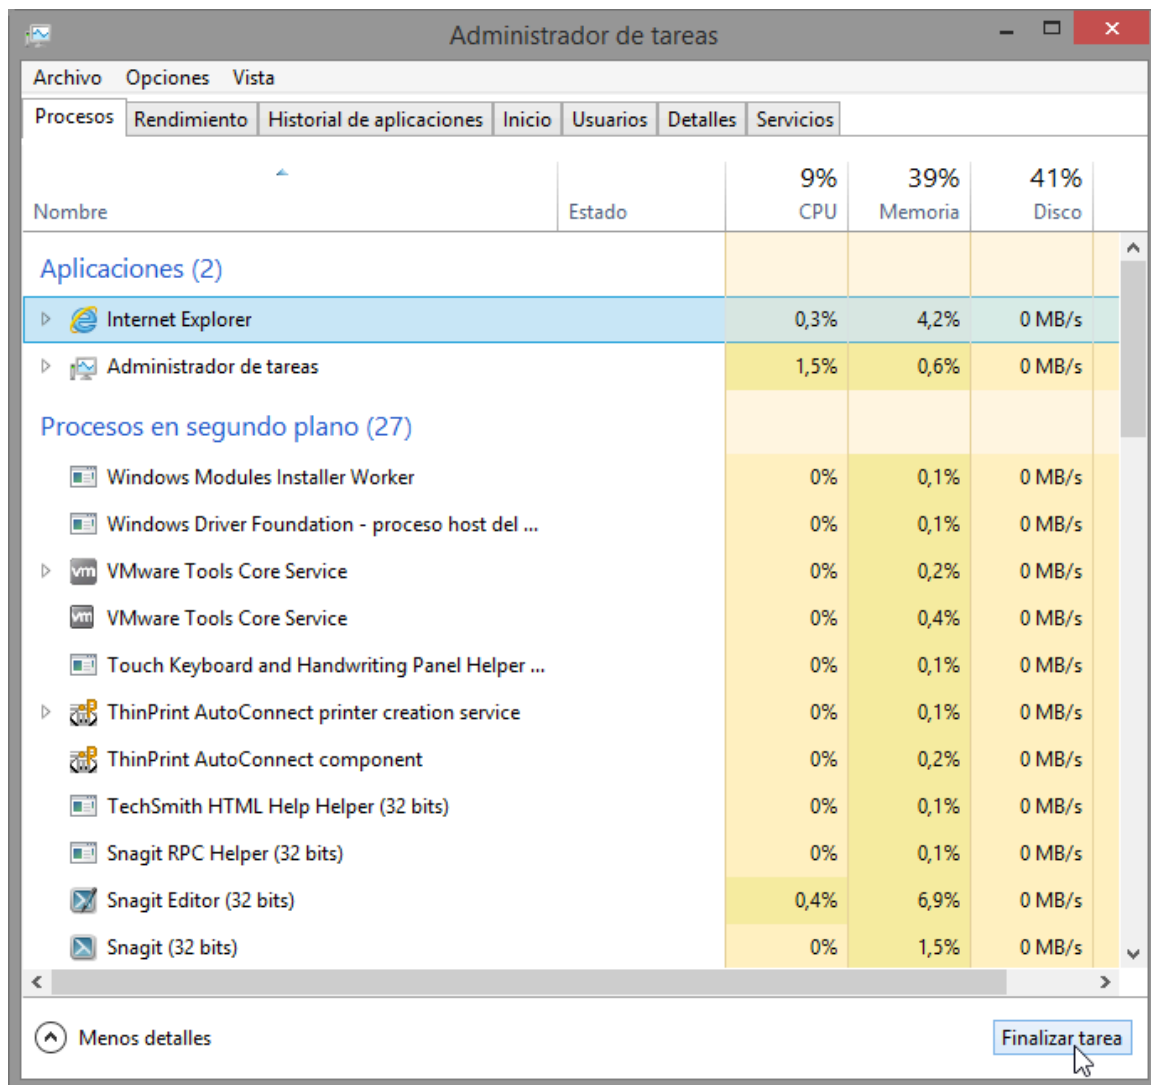 Administrador de tareas
Archivo Opciones Vista
Procesos Rendimiento Historial de aplicaciones Inicio Usuarios Detalles Servicios
9% 39% 41%
Nombre Estado CPU Memoria Disco
Aplicaciones (2)
Internet Explorer 0,3% 4,2% 0 MB/s
Administrador de tareas 1,5% 0,6% 0 MB/s
Procesos en segundo plano (27)
Windows Modules Installer Worker 0% 0,1% 0 MB/s
Windows Driver Foundation - proceso host del ... 0% 0,1% 0 MB/s
vm VMware Tools Core Service 0% 0,2% 0 MB/s
vm VMware Tools Core Service 0% 0,4% 0 MB/s
Touch Keyboard and Handwriting Panel Helper ... 0% 0,1% 0 MB/s
ThinPrint AutoConnect printer creation service 0% 0,1% 0 MB/s
ThinPrint AutoConnect component 0% 0,2% 0 MB/s
TechSmith HTML Help Helper (32 bits) 0% 0,1% 0 MB/s
Snagit RPC Helper (32 bits) 0% 0,1% 0 MB/s
Snagit Editor (32 bits) 0,4% 6,9% 0 MB/s
Snagit (32 bits) 0% 1,5% 0 MB/s
Menos detalles Finalizar tarea